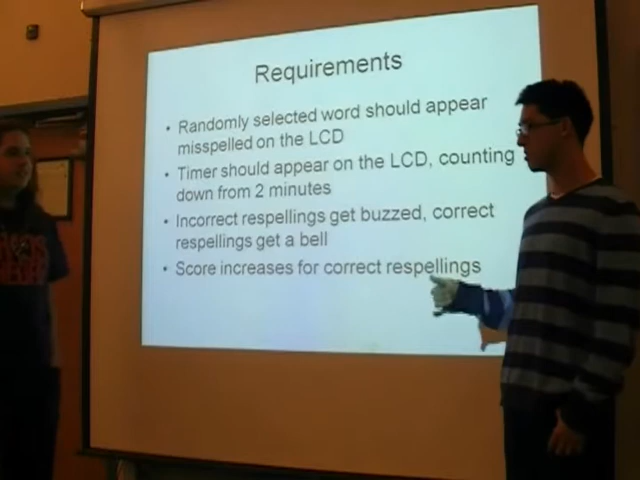 Requirements
• Randomly selected word should appear
misspelled on the LCD
• Timer should appear on the LCD, counting
down from 2 minutes
• Incorrect respellings get buzzed, correct
respellings get a bell
• Score increases for correct respellings